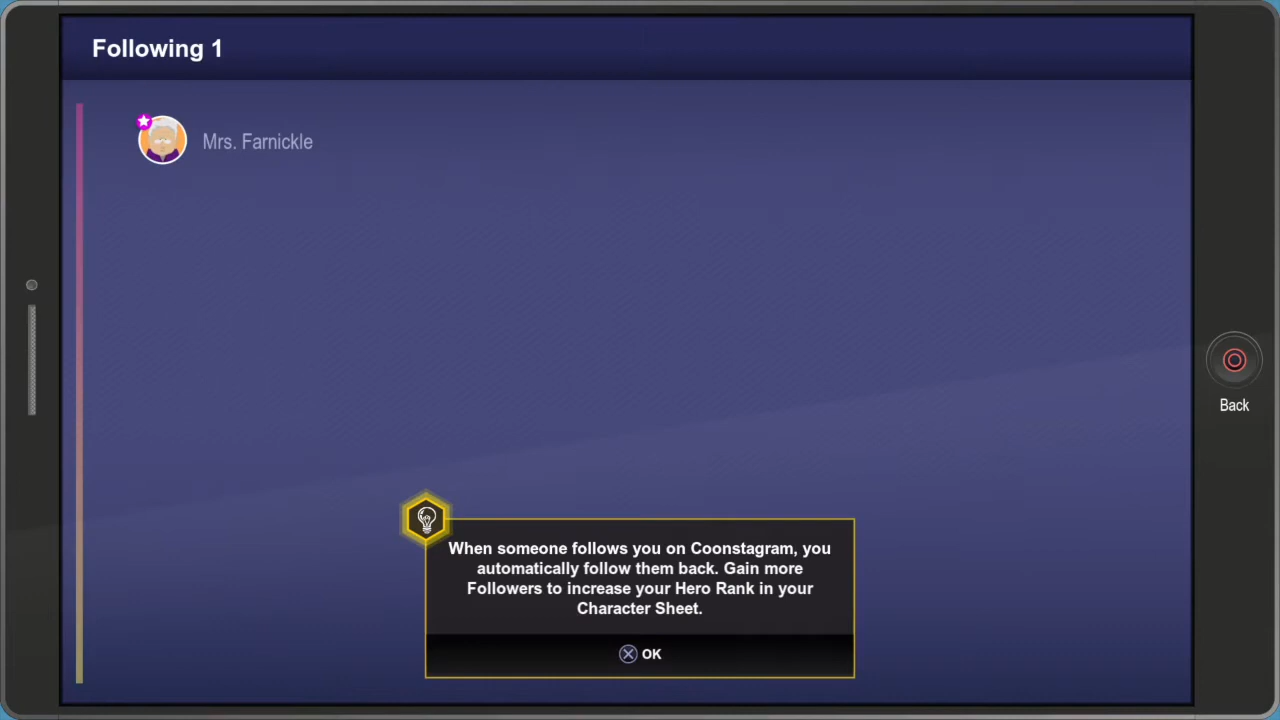 Following 1
Mrs. Farnickle
Back
When someone follows you on Coonstagram, you
automatically follow them back. Gain more
Followers to increase your Hero Rank in your
Character Sheet.
OK